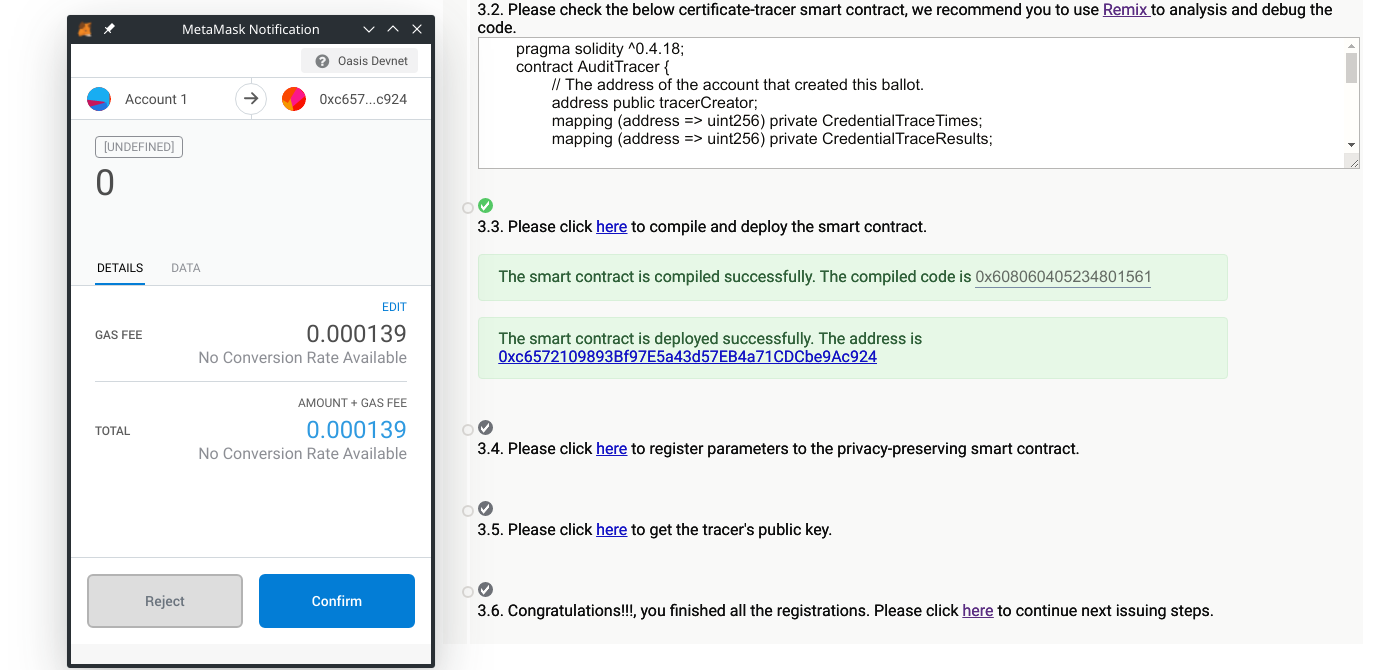 MetaMask Notification
Oasis Devnet
Account 1
0xc657...c924
[UNDEFINED]
0
DETAILS
DATA
EDIT
GAS FEE
0.000139
No Conversion Rate Available
AMOUNT + GAS FEE
TOTAL
0.000139
No Conversion Rate Available
Reject
Confirm
3.2. Please check the below certificate-tracer smart contract, we recommend you to use Remix to analysis and debug the
code.
pragma solidity ^0.4.18;
contract AuditTracer {
// The address of the account that created this ballot.
address public tracerCreator;
mapping (address => uint256) private CredentialTraceTimes;
mapping (address => uint256) private CredentialTraceResults;
3.3. Please click here to compile and deploy the smart contract.
The smart contract is compiled successfully. The compiled code is 0x608060405234801561
The smart contract is deployed successfully. The address is
0xc6572109893Bf97E5a43d57EB4a71CDCbe9Ac924
3.4. Please click here to register parameters to the privacy-preserving smart contract.
3.5. Please click here to get the tracer's public key.
3.6. Congratulations!!!, you finished all the registrations. Please click here to continue next issuing steps.